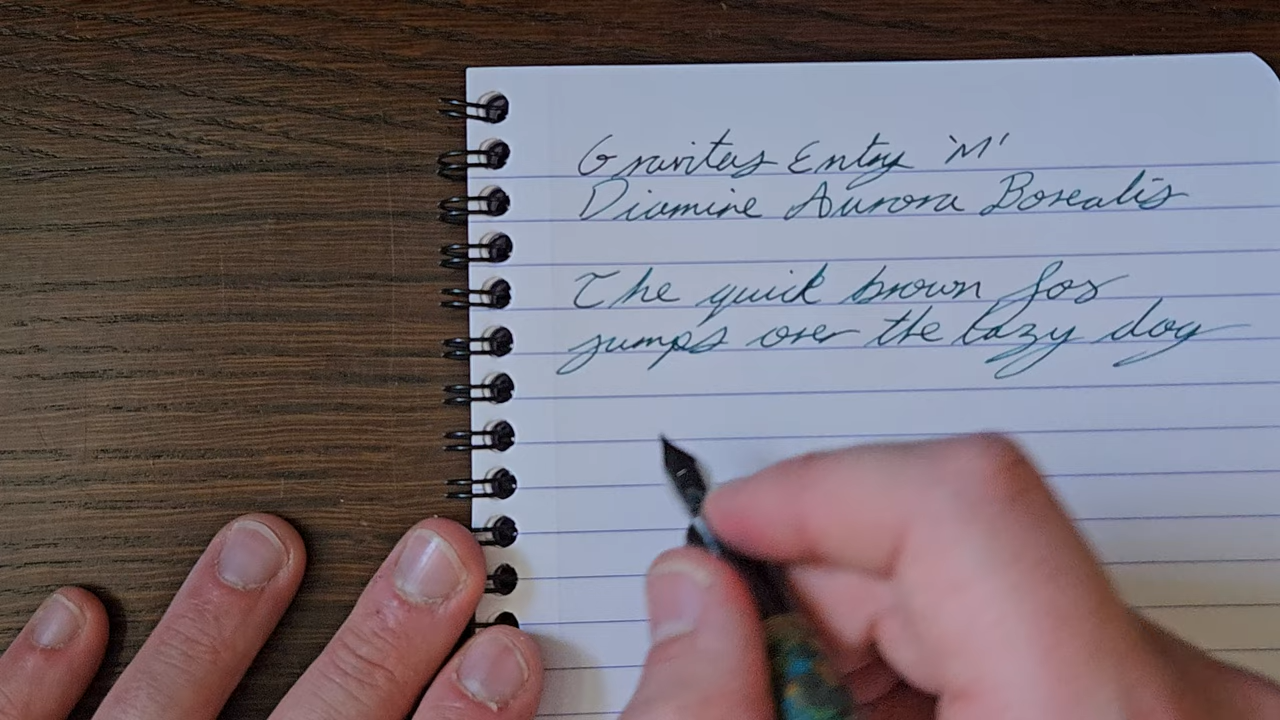 Gravitas Entry 'M'
Diamine Aurora Borealis
The quick brown fox
jumps over the lazy dog